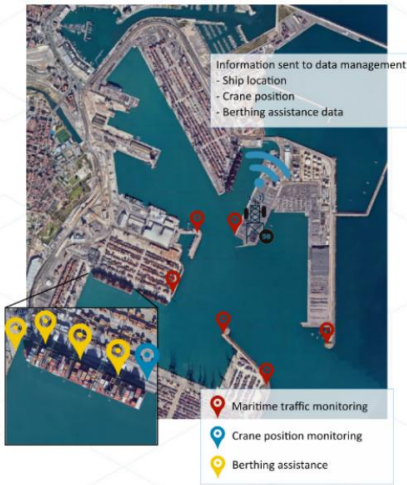 Information sent to data management
- Ship location
- Crane position
- Berthing assistance data
Maritime traffic monitoring
Crane position monitoring
Berthing assistance